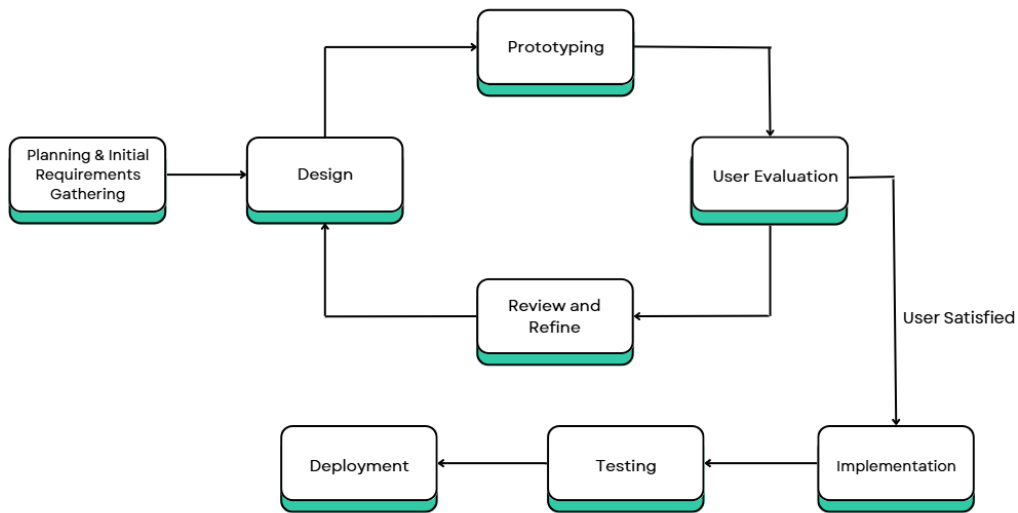 Prototyping
Planning & Initial
Requirements
Gathering
Design
User Evaluation
Review and
Refine
User Satisfied
Deployment
Testing
Implementation